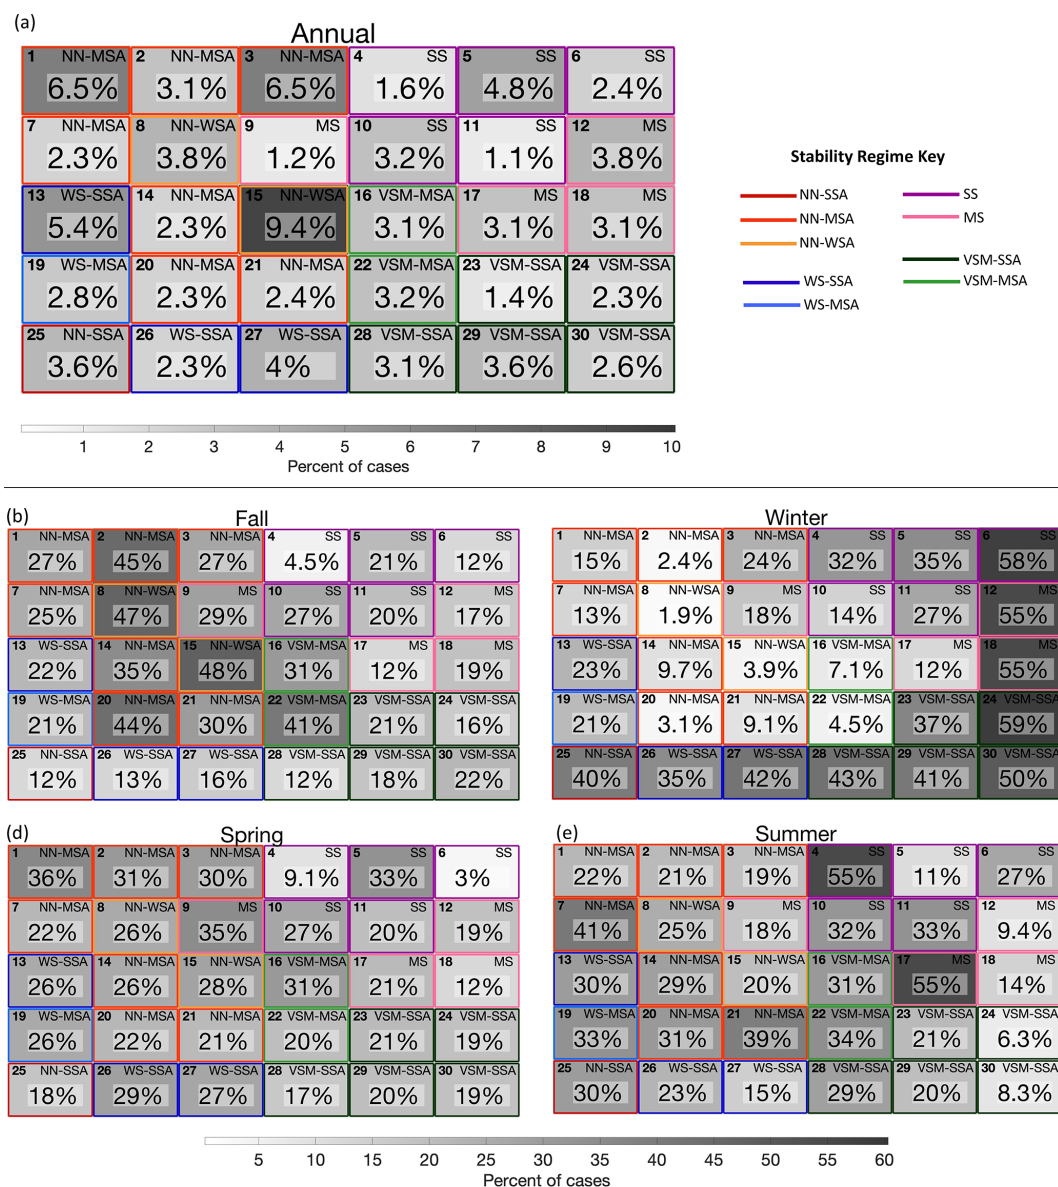 (a)
Annual
1 NN-MSA 2 NN-MSA 3 NN-MSA 4 SS 5 SS 6 SS
6.5% 3.1% 6.5% 1.6% 4.8% 2.4%
7 NN-MSA 8 NN-WSA 9 MS 10 SS 11 SS 12 MS
2.3% 3.8% 1.2% 3.2% 1.1% 3.8%
13 WS-SSA 14 NN-MSA 15 NN-WSA 16 VSM-MSA 17 MS 18 MS
5.4% 2.3% 9.4% 3.1% 3.1% 3.1%
19 WS-MSA 20 NN-MSA 21 NN-MSA 22 VSM-MSA 23 VSM-SSA 24 VSM-SSA
2.8% 2.3% 2.4% 3.2% 1.4% 2.3%
25 NN-SSA 26 WS-SSA 27 WS-SSA 28 VSM-SSA 29 VSM-SSA 30 VSM-SSA
3.6% 2.3% 4% 3.1% 3.6% 2.6%
1 2 3 4 5 6 7 8 9 10
Percent of cases
Stability Regime Key
NN-SSA SS
NN-MSA MS
NN-WSA
VSM-SSA
WS-SSA VSM-MSA
WS-MSA
(b)
Fall
1 NN-MSA 2 NN-MSA 3 NN-MSA 4 SS 5 SS 6 SS
27% 45% 27% 4.5% 21% 12%
7 NN-MSA 8 NN-WSA 9 MS 10 SS 11 SS 12 MS
25% 47% 29% 27% 20% 17%
13 WS-SSA 14 NN-MSA 15 NN-WSA 16 VSM-MSA 17 MS 18 MS
22% 35% 48% 31% 12% 19%
19 WS-MSA 20 NN-MSA 21 NN-MSA 22 VSM-MSA 23 VSM-SSA 24 VSM-SSA
21% 44% 30% 41% 21% 16%
25 NN-SSA 26 WS-SSA 27 WS-SSA 28 VSM-SSA 29 VSM-SSA 30 VSM-SSA
12% 13% 16% 12% 18% 22%
Winter
1 NN-MSA 2 NN-MSA 3 NN-MSA 4 SS 5 SS 6 SS
15% 2.4% 24% 32% 35% 58%
7 NN-MSA 8 NN-WSA 9 MS 10 SS 11 SS 12 MS
13% 1.9% 18% 14% 27% 55%
13 WS-SSA 14 NN-MSA 15 NN-WSA 16 VSM-MSA 17 MS 18 MS
23% 9.7% 3.9% 7.1% 12% 55%
19 WS-MSA 20 NN-MSA 21 NN-MSA 22 VSM-MSA 23 VSM-SSA 24 VSM-SSA
21% 3.1% 9.1% 4.5% 37% 59%
25 NN-SSA 26 WS-SSA 27 WS-SSA 28 VSM-SSA 29 VSM-SSA 30 VSM-SSA
40% 35% 42% 43% 41% 50%
(d)
Spring
1 NN-MSA 2 NN-MSA 3 NN-MSA 4 SS 5 SS 6 SS
36% 31% 30% 9.1% 33% 3%
7 NN-MSA 8 NN-WSA 9 MS 10 SS 11 SS 12 MS
22% 26% 35% 27% 20% 19%
13 WS-SSA 14 NN-MSA 15 NN-WSA 16 VSM-MSA 17 MS 18 MS
26% 26% 28% 31% 21% 12%
19 WS-MSA 20 NN-MSA 21 NN-MSA 22 VSM-MSA 23 VSM-SSA 24 VSM-SSA
26% 22% 21% 20% 21% 19%
25 NN-SSA 26 WS-SSA 27 WS-SSA 28 VSM-SSA 29 VSM-SSA 30 VSM-SSA
18% 29% 27% 17% 20% 19%
(e)
Summer
1 NN-MSA 2 NN-MSA 3 NN-MSA 4 SS 5 SS 6 SS
22% 21% 19% 55% 11% 27%
7 NN-MSA 8 NN-WSA 9 MS 10 SS 11 SS 12 MS
41% 25% 18% 32% 33% 9.4%
13 WS-SSA 14 NN-MSA 15 NN-WSA 16 VSM-MSA 17 MS 18 MS
30% 29% 20% 31% 55% 14%
19 WS-MSA 20 NN-MSA 21 NN-MSA 22 VSM-MSA 23 VSM-SSA 24 VSM-SSA
33% 31% 39% 34% 21% 6.3%
25 NN-SSA 26 WS-SSA 27 WS-SSA 28 VSM-SSA 29 VSM-SSA 30 VSM-SSA
30% 23% 15% 29% 20% 8.3%
5 10 15 20 25 30 35 40 45 50 55 60
Percent of cases